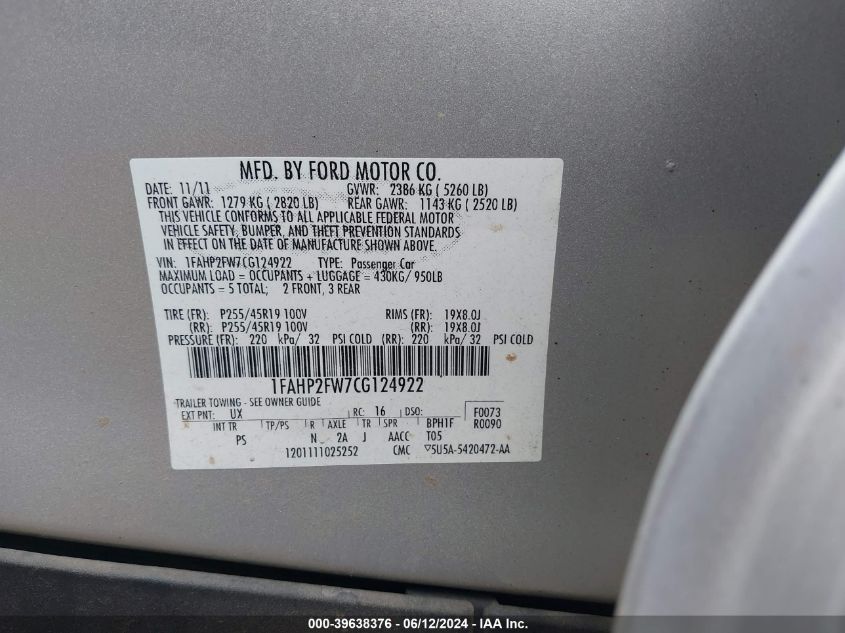 MFD. BY FORD MOTOR CO.
DATE: 11/11 GVWR: 2386 KG ( 5260 LB)
FRONT GAWR: 1279 KG ( 2820 LB) REAR GAWR: 1143 KG ( 2520 LB)
THIS VEHICLE CONFORMS TO ALL APPLICABLE FEDERAL MOTOR
VEHICLE SAFETY, BUMPER, AND THEFT PREVENTION STANDARDS
IN EFFECT ON THE DATE OF MANUFACTURE SHOWN ABOVE.
VIN: 1FAHP2FW7CG124922 TYPE: Passenger Car
MAXIMUM LOAD = OCCUPANTS + LUGGAGE = 430KG/ 950LB
OCCUPANTS = 5 TOTAL; 2 FRONT, 3 REAR
TIRE (FR): P255/45R19 100V RIMS (FR): 19X8.0J
(RR): P255/45R19 100V (RR): 19X8.0J
PRESSURE (FR): 220 kPa/ 32 PSI COLD (RR): 220 kPa/ 32 PSI COLD
1FAHP2FW7CG124922
TRAILER TOWING - SEE OWNER GUIDE
EXT PNT: UX RC: 16 DSO: F0073
INT TR TP/PS R AXLE TR SPR BPH1F R0090
PS N 2A J AACC T05
1201111025252 CMC ▽5U5A-5420472-AA
000-39638376 / 06/12/2024 - IAA Inc.